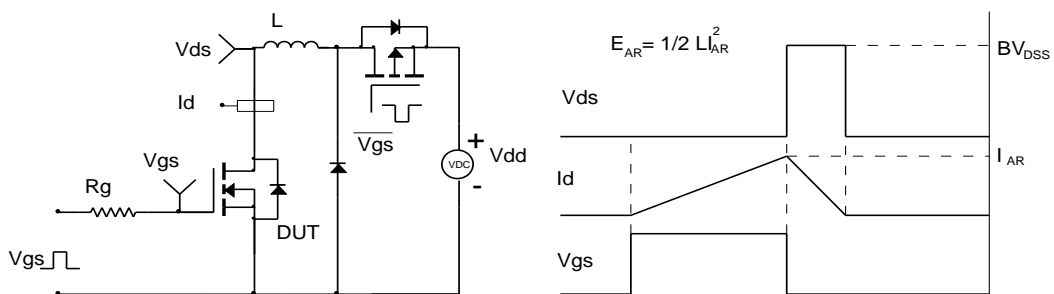 L
Vds
Id
Vgs
Rg
DUT
Vgs
Vgs
+
VDC
-
Vdd
E_AR= 1/2 LI_AR^2
BV_DSS
Vds
I_AR
Id
Vgs